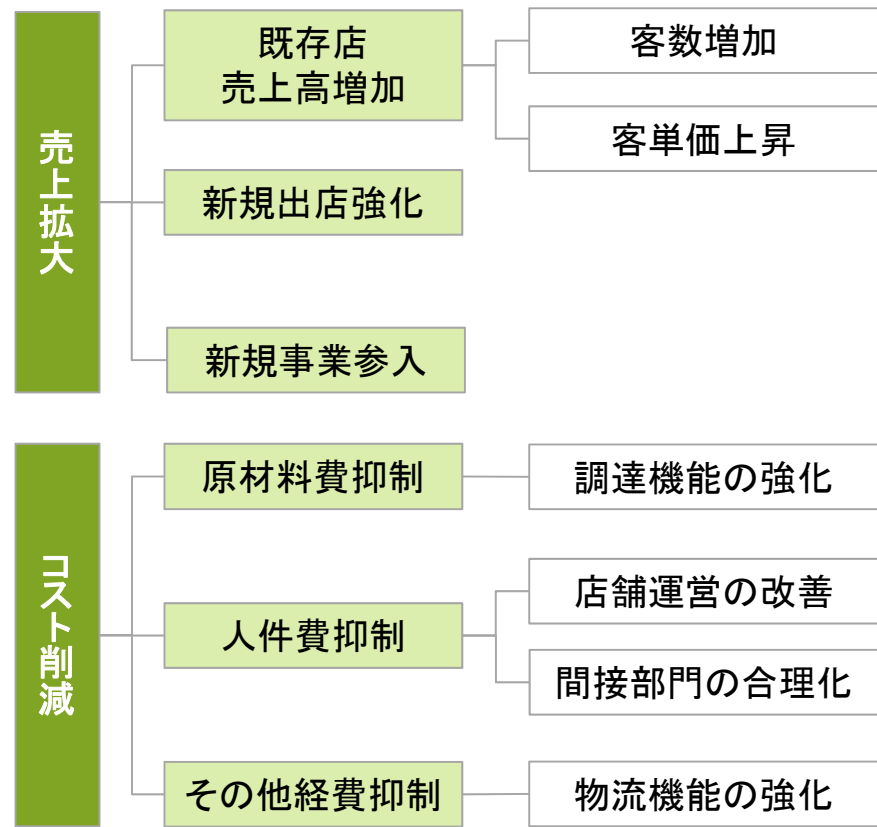 売上拡大
既存店
売上高増加
客数増加
客単価上昇
新規出店強化
新規事業参入
コスト削減
原材料費抑制
調達機能の強化
人件費抑制
店舗運営の改善
間接部門の合理化
その他経費抑制
物流機能の強化